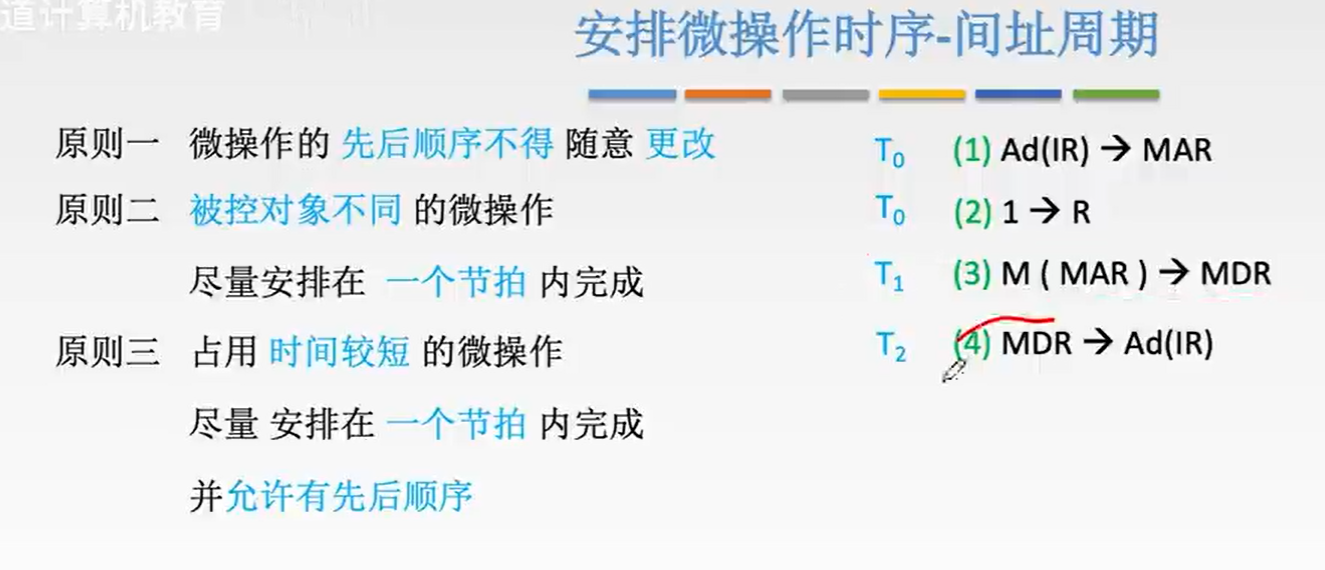 道计算机教育
安排微操作时序-间址周期
原则一 微操作的 先后顺序不得 随意 更改
原则二 被控对象不同 的微操作
尽量安排在 一个节拍 内完成
原则三 占用 时间较短 的微操作
尽量 安排在 一个节拍 内完成
并允许有先后顺序
T0 (1) Ad(IR) → MAR
T0 (2) 1 → R
T1 (3) M ( MAR ) → MDR
T2 (4) MDR → Ad(IR)